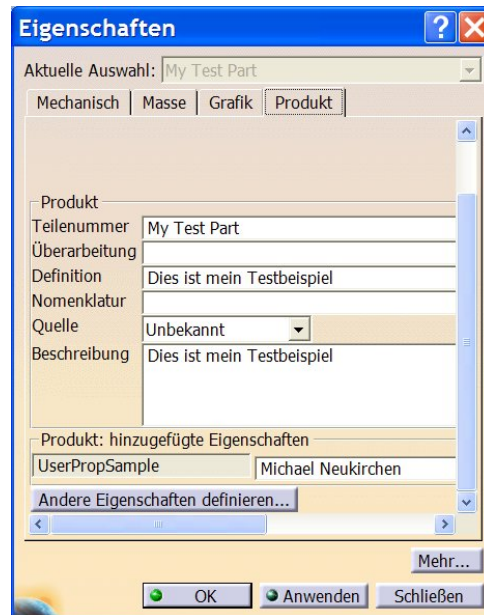 Eigenschaften
Aktuelle Auswahl: My Test Part
Mechanisch Masse Grafik Produkt
Produkt
Teilenummer My Test Part
Überarbeitung
Definition Dies ist mein Testbeispiel
Nomenklatur
Quelle Unbekannt
Beschreibung Dies ist mein Testbeispiel
Produkt: hinzugefügte Eigenschaften
UserPropSample Michael Neukirchen
Andere Eigenschaften definieren...
Mehr...
OK Anwenden Schließen